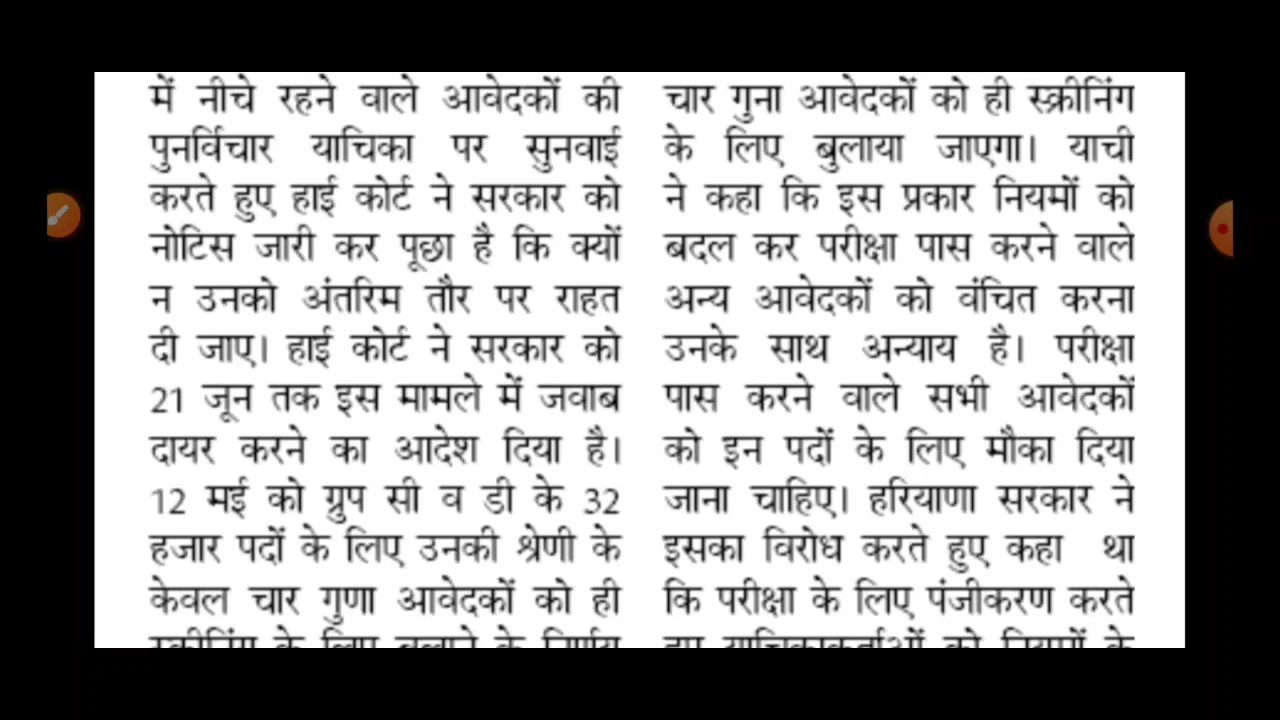 में नीचे रहने वाले आवेदकों की
पुनर्विचार याचिका पर सुनवाई
करते हुए हाई कोर्ट ने सरकार को
नोटिस जारी कर पूछा है कि क्यों
न उनको अंतरिम तौर पर राहत
दी जाए। हाई कोर्ट ने सरकार को
21 जून तक इस मामले में जवाब
दायर करने का आदेश दिया है।
12 मई को ग्रुप सी व डी के 32
हजार पदों के लिए उनकी श्रेणी के
केवल चार गुणा आवेदकों को ही
स्क्रीनिंग के लिए बुलाने के निर्णय
चार गुना आवेदकों को ही स्क्रीनिंग
के लिए बुलाया जाएगा। याची
ने कहा कि इस प्रकार नियमों को
बदल कर परीक्षा पास करने वाले
अन्य आवेदकों को वंचित करना
उनके साथ अन्याय है। परीक्षा
पास करने वाले सभी आवेदकों
को इन पदों के लिए मौका दिया
जाना चाहिए। हरियाणा सरकार ने
इसका विरोध करते हुए कहा था
कि परीक्षा के लिए पंजीकरण करते
हुए याचिकाकर्ताओं को नियमों के